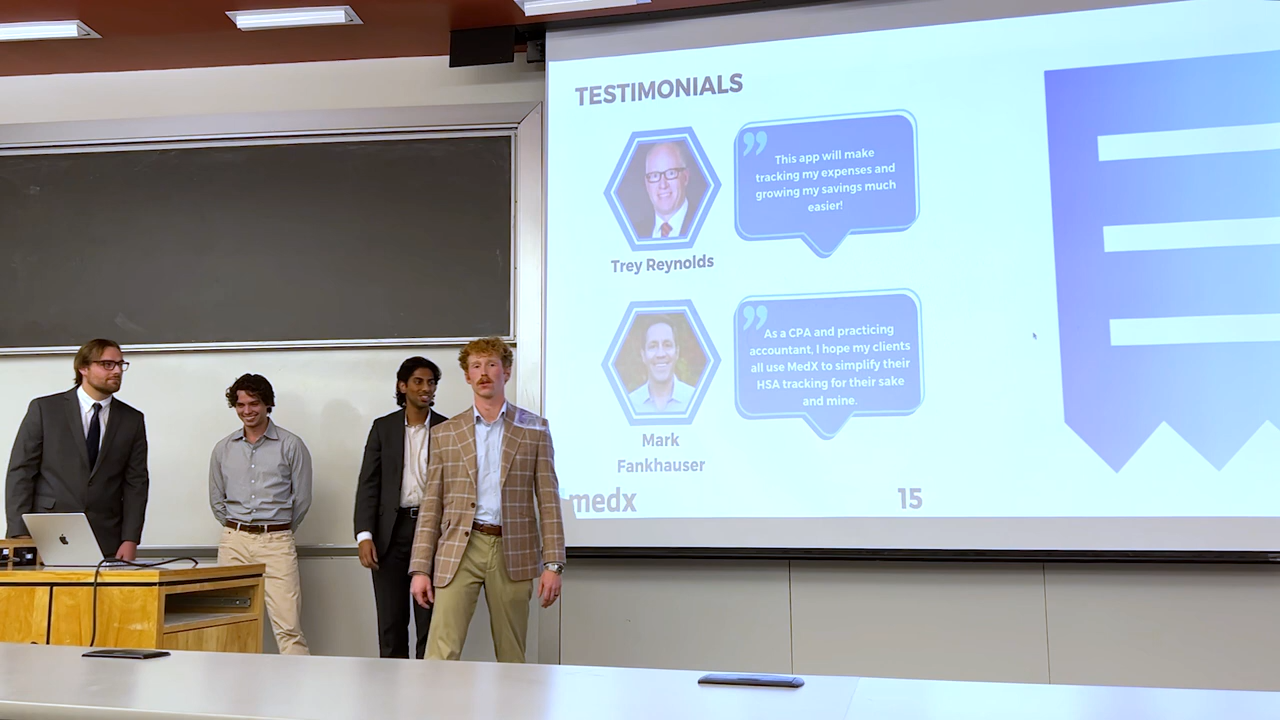 TESTIMONIALS
This app will make
tracking my expenses and
growing my savings much
easier!
Trey Reynolds
As a CPA and practicing
accountant, I hope my clients
all use MedX to simplify their
HSA tracking for their sake
and mine.
Mark
Fankhauser
medx
15